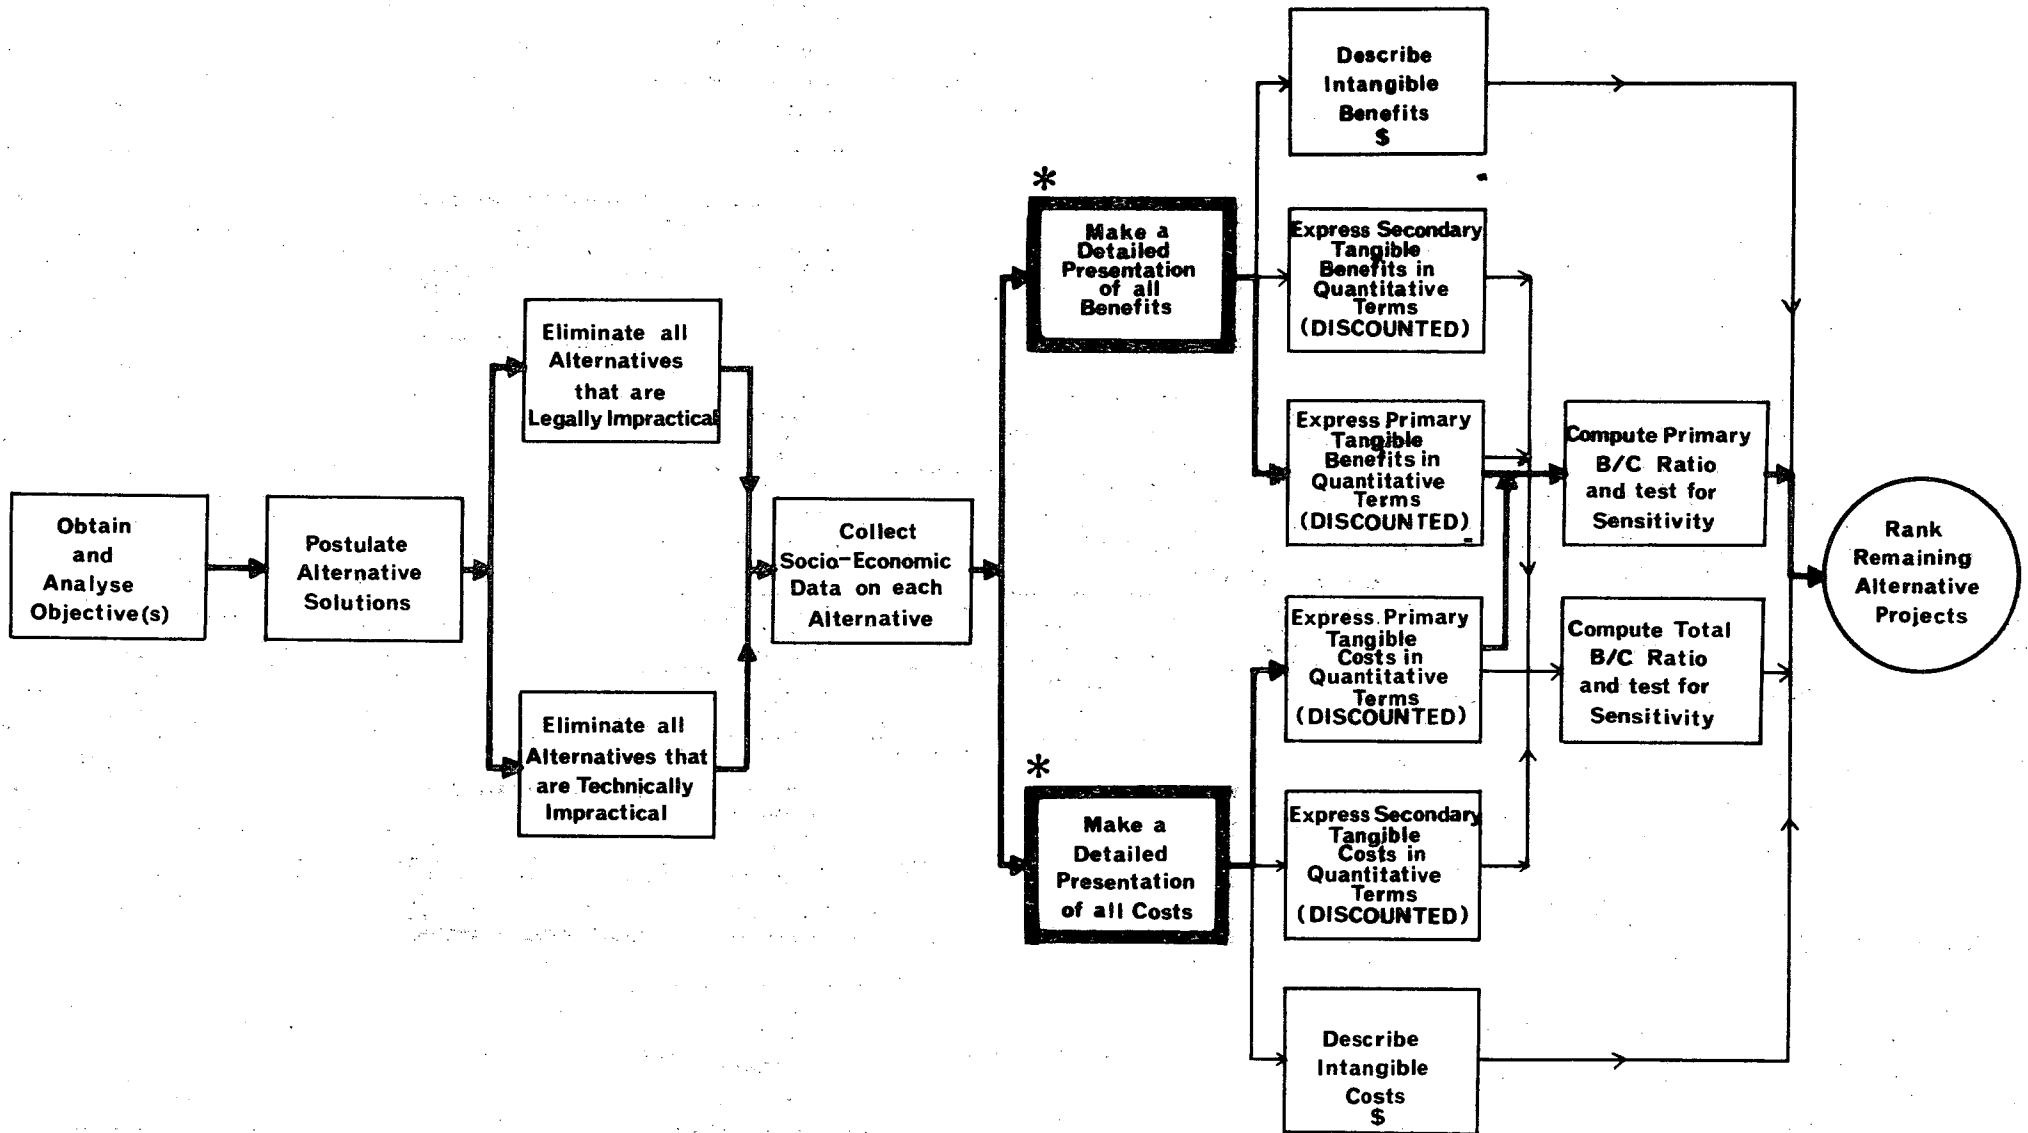 Obtain
and
Analyse
Objective(s)
Postulate
Alternative
Solutions
Eliminate all
Alternatives
that are
Legally Impractical
Eliminate all
Alternatives that
are Technically
Impractical
Collect
Socio-Economic
Data on each
Alternative
*
Make a
Detailed
Presentation
of all
Benefits
*
Make a
Detailed
Presentation
of all Costs
Describe
Intangible
Benefits
$
Express Secondary
Tangible
Benefits in
Quantitative
Terms
(DISCOUNTED)
Express Primary
Tangible
Benefits in
Quantitative
Terms
(DISCOUNTED)
Express Primary
Tangible
Costs in
Quantitative
Terms
(DISCOUNTED)
Express Secondary
Tangible
Costs in
Quantitative
Terms
(DISCOUNTED)
Describe
Intangible
Costs
$
Compute Primary
B/C Ratio
and test for
Sensitivity
Compute Total
B/C Ratio
and test for
Sensitivity
Rank
Remaining
Alternative
Projects